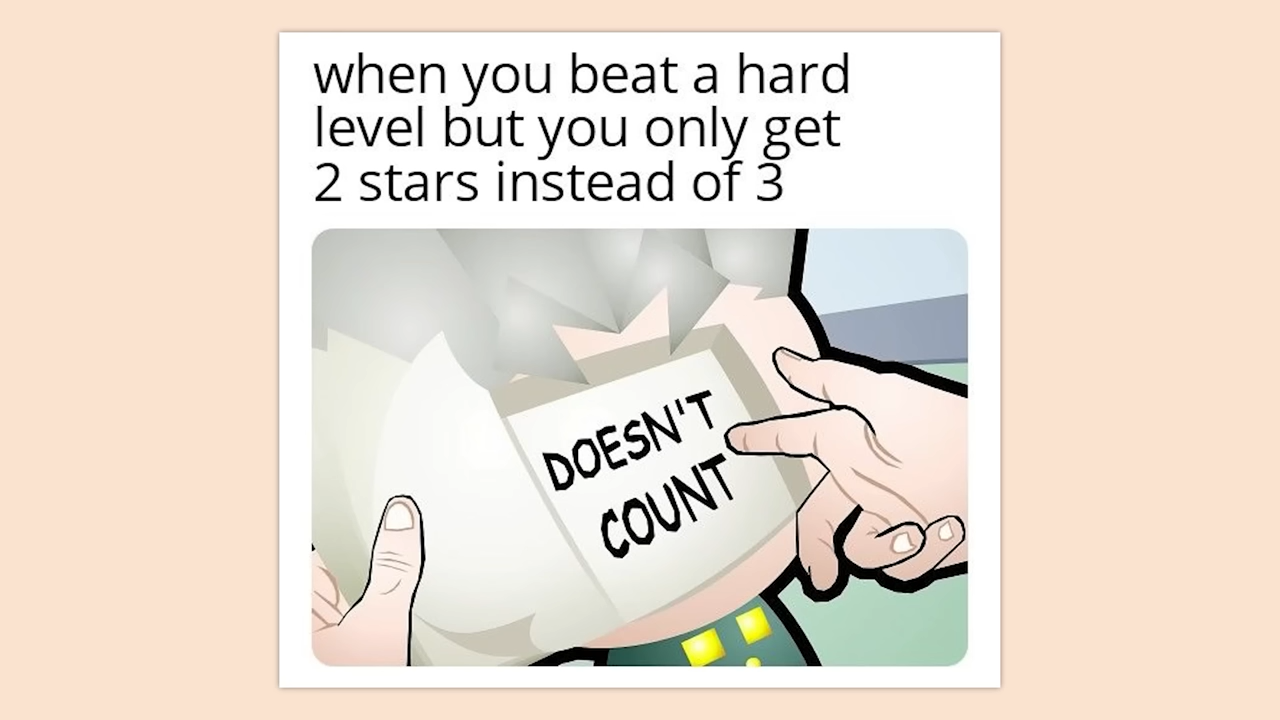 when you beat a hard
level but you only get
2 stars instead of 3
DOESN'T
COUNT